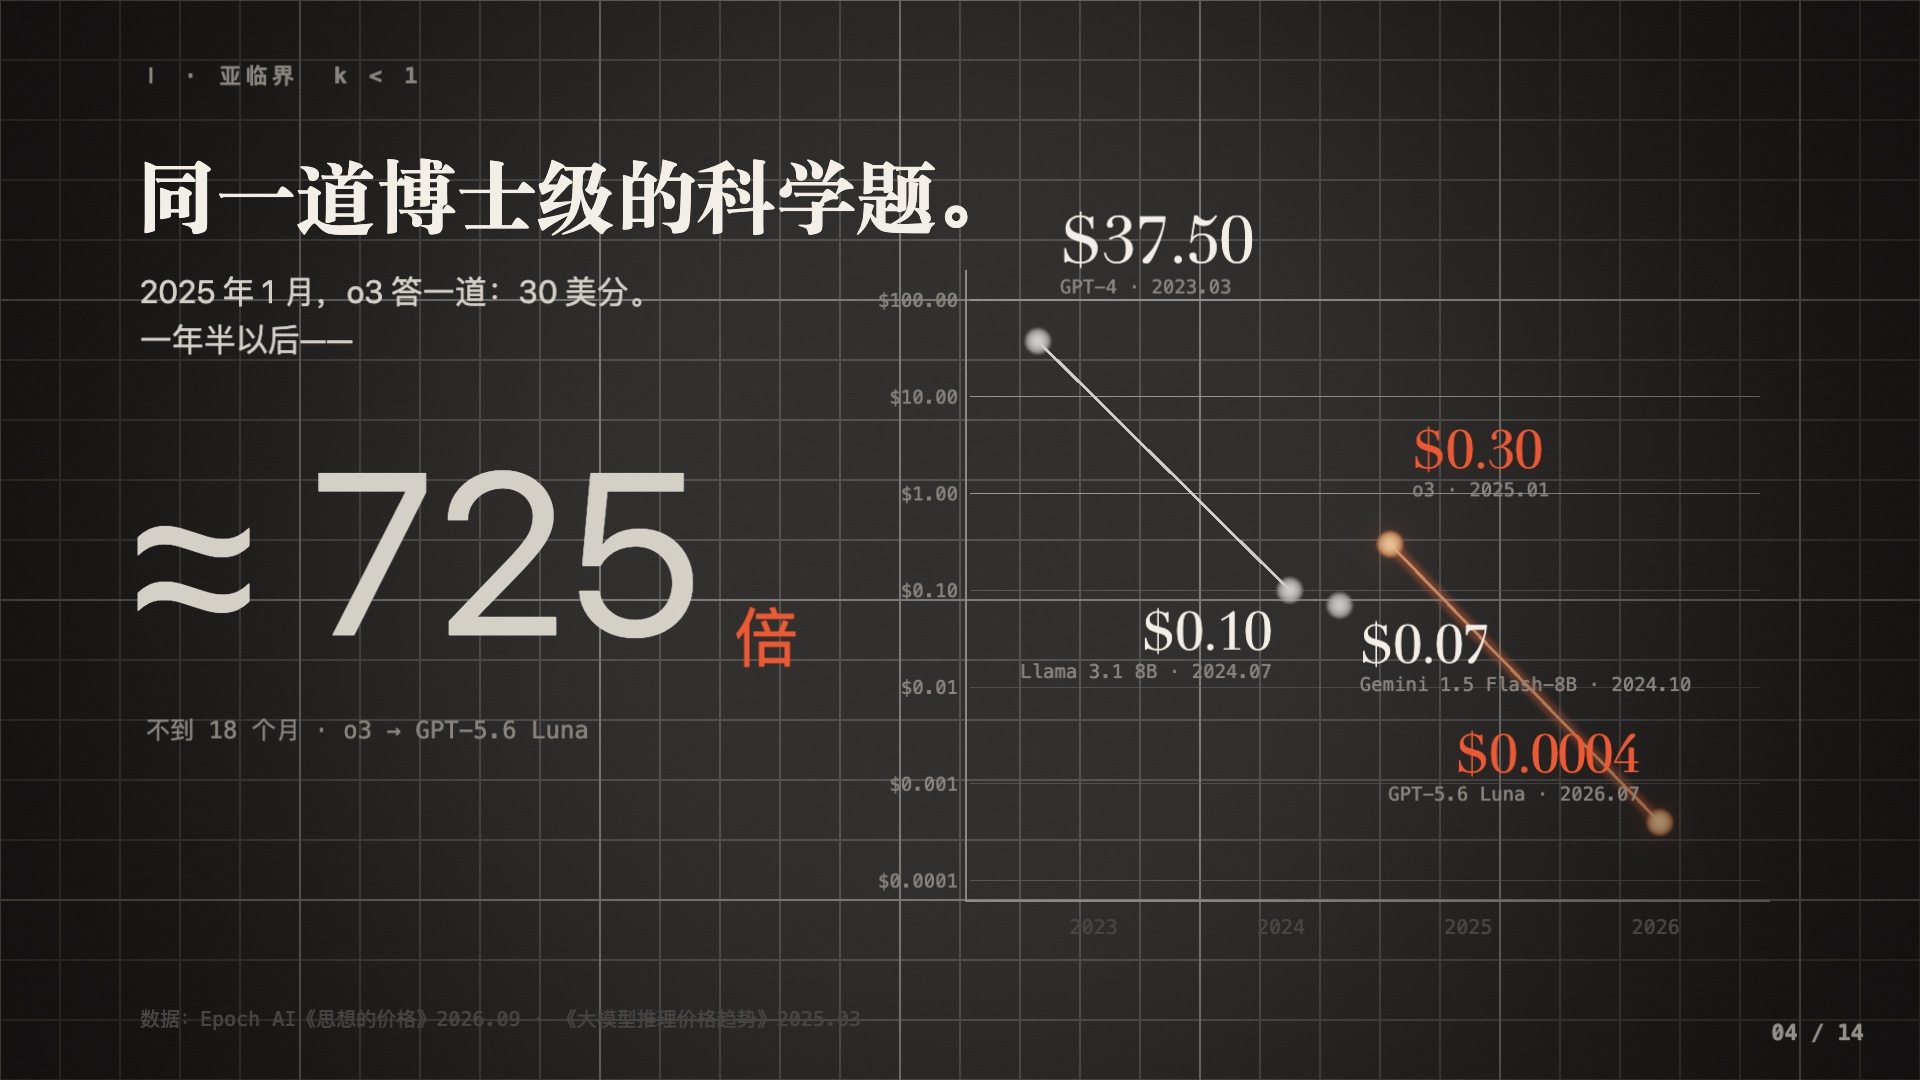 I · 亚临界 k < 1
同一道博士级的科学题。
2025 年 1 月，o3 答一道：30 美分。
一年半以后——
≈ 725 倍
不到 18 个月 · o3 → GPT-5.6 Luna
$37.50
GPT-4 · 2023.03
$100.00
$10.00
$0.30
o3 · 2025.01
$1.00
$0.10
$0.10
Llama 3.1 8B · 2024.07
$0.07
Gemini 1.5 Flash-8B · 2024.10
$0.01
$0.0004
GPT-5.6 Luna · 2026.07
$0.001
$0.0001
2023 2024 2025 2026
数据：Epoch AI《思想的价格》2026.09 · 《大模型推理价格趋势》2025.03
04 / 14